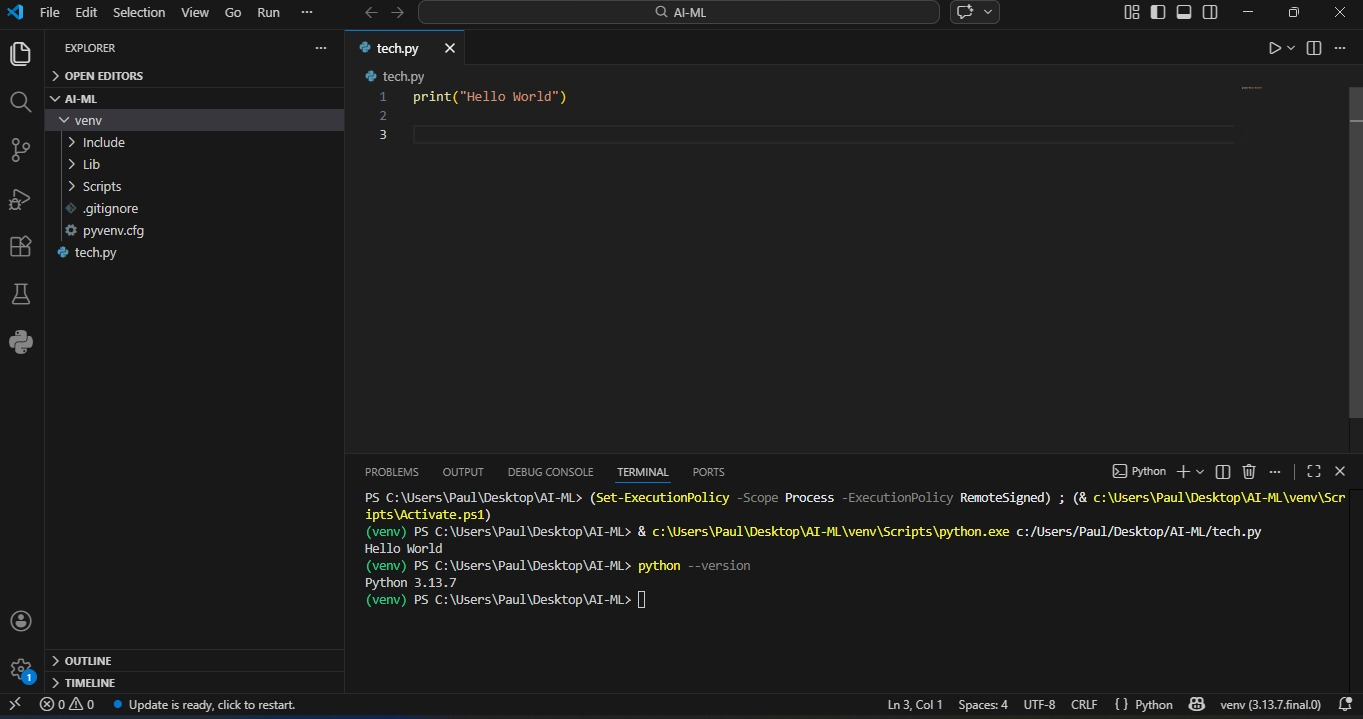 File Edit Selection View Go Run ...
AI-ML
EXPLORER ...
OPEN EDITORS
AI-ML
venv
Include
Lib
Scripts
.gitignore
pyvenv.cfg
tech.py
OUTLINE
TIMELINE
1
tech.py
tech.py
1 print("Hello World")
2
3
PROBLEMS OUTPUT DEBUG CONSOLE TERMINAL PORTS
Python
PS C:\Users\Paul\Desktop\AI-ML> (Set-ExecutionPolicy -Scope Process -ExecutionPolicy RemoteSigned) ; (& c:\Users\Paul\Desktop\AI-ML\venv\Scr
ipts\Activate.ps1)
(venv) PS C:\Users\Paul\Desktop\AI-ML> & c:\Users\Paul\Desktop\AI-ML\venv\Scripts\python.exe c:/Users/Paul/Desktop/AI-ML/tech.py
Hello World
(venv) PS C:\Users\Paul\Desktop\AI-ML> python --version
Python 3.13.7
(venv) PS C:\Users\Paul\Desktop\AI-ML>
0 0 Update is ready, click to restart. Ln 3, Col 1 Spaces: 4 UTF-8 CRLF {} Python venv (3.13.7.final.0)